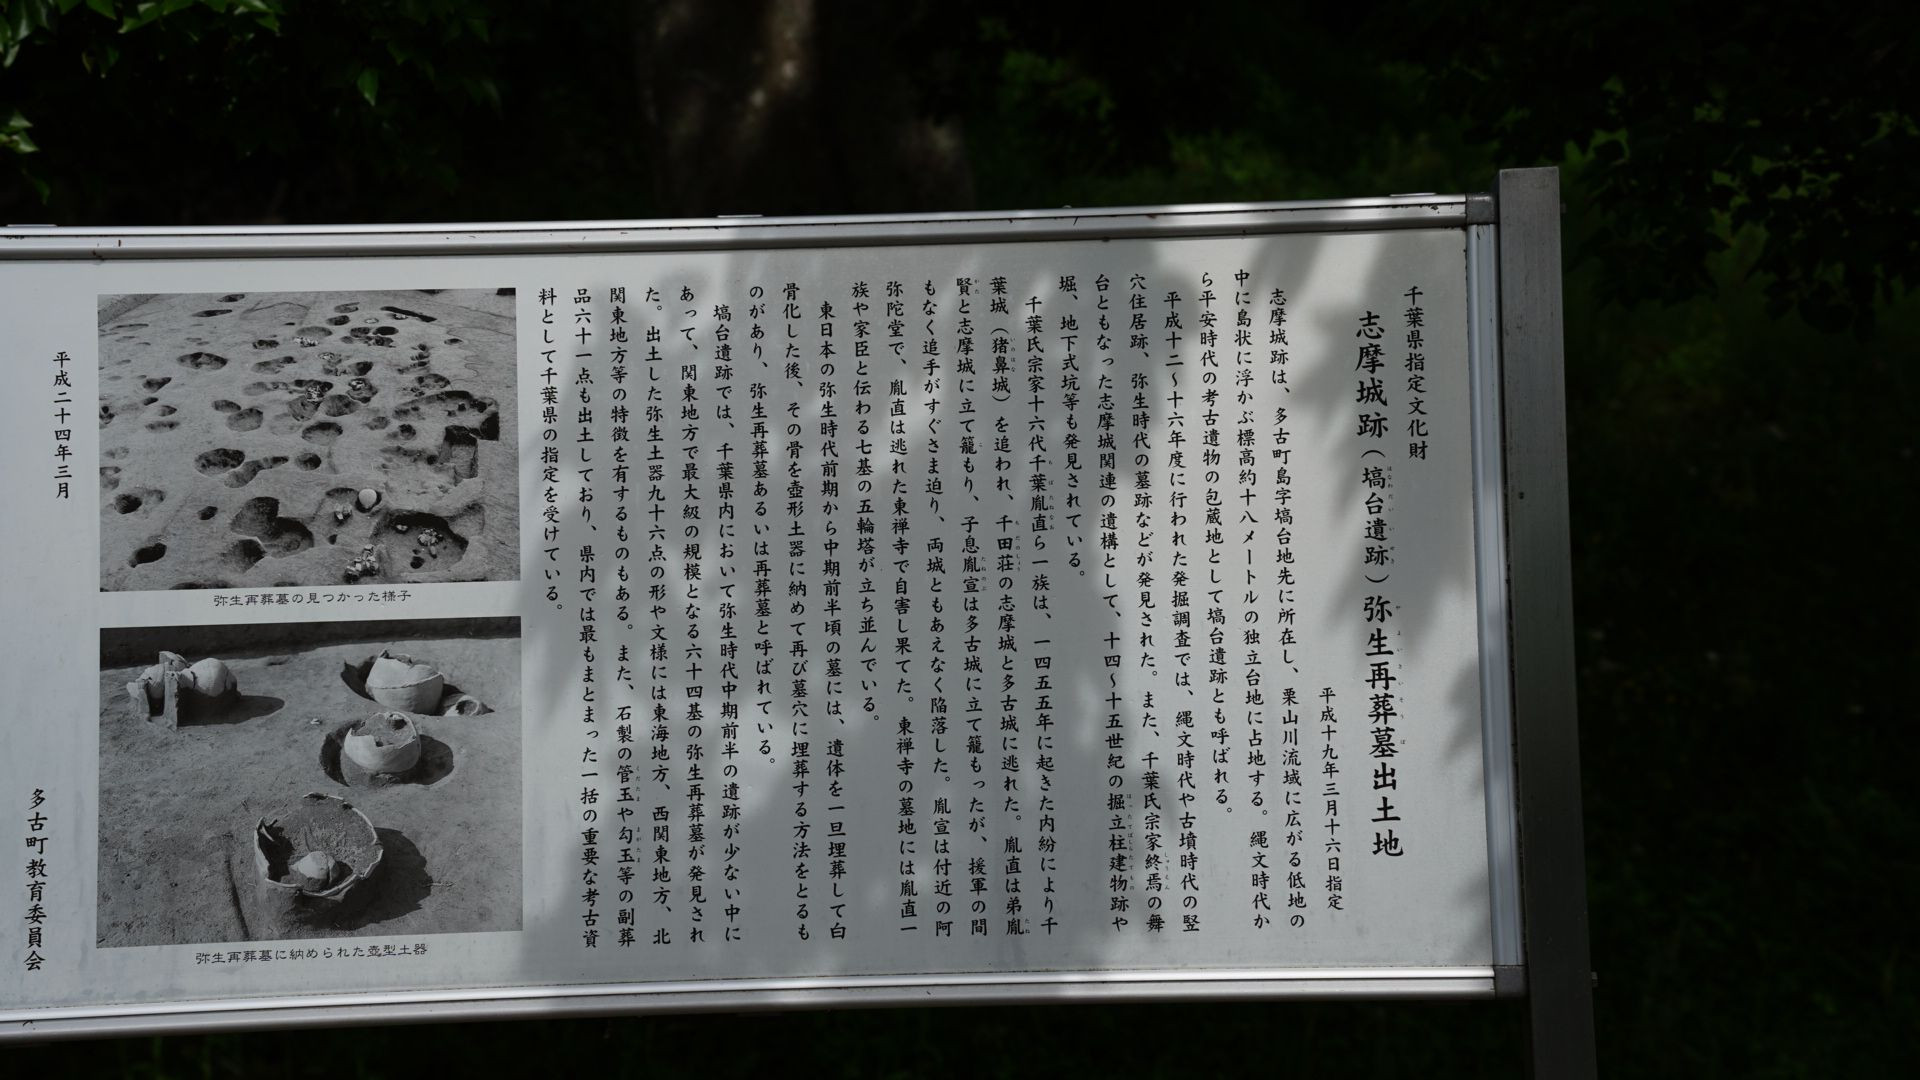 千葉県指定文化財
志摩城跡（塙台遺跡）弥生再葬墓出土地
平成十九年三月十六日指定
志摩城跡は、多古町島字塙台地先に所在し、栗山川流域に広がる低地の
中に島状に浮かぶ標高約十八メートルの独立台地に占地する。縄文時代か
ら平安時代の考古遺物の包蔵地として塙台遺跡とも呼ばれる。
平成十二～十六年度に行われた発掘調査では、縄文時代や古墳時代の竪
穴住居跡、弥生時代の墓跡などが発見された。また、千葉氏宗家終焉の舞
台ともなった志摩城関連の遺構として、十四～十五世紀の掘立柱建物跡や
堀、地下式坑等も発見されている。
千葉氏宗家十六代千葉胤直ら一族は、一四五五年に起きた内紛により千
葉城（猪鼻城）を追われ、千田荘の志摩城と多古城に逃れた。胤直は弟胤
賢と志摩城に立て籠もり、子息胤宣は多古城に立て籠もったが、援軍の間
もなく追手がすぐさま迫り、両城ともあえなく陥落した。胤宣は付近の阿
弥陀堂で、胤直は逃れた東禅寺で自害し果てた。東禅寺の墓地には胤直一
族や家臣と伝わる七基の五輪塔が立ち並んでいる。
東日本の弥生時代前期から中期前半頃の墓には、遺体を一旦埋葬して白
骨化した後、その骨を壺形土器に納めて再び墓穴に埋葬する方法をとるも
のがあり、弥生再葬墓あるいは再葬墓と呼ばれている。
塙台遺跡では、千葉県内において弥生時代中期前半の遺跡が少ない中に
あって、関東地方で最大級の規模となる六十四基の弥生再葬墓が発見され
た。出土した弥生土器九十六点の形や文様には東海地方、西関東地方、北
関東地方等の特徴を有するものもある。また、石製の管玉や勾玉等の副葬
品六十一点も出土しており、県内では最もまとまった一括の重要な考古資
料として千葉県の指定を受けている。
弥生再葬墓の見つかった様子
弥生再葬墓に納められた壺型土器
平成二十四年三月
多古町教育委員会